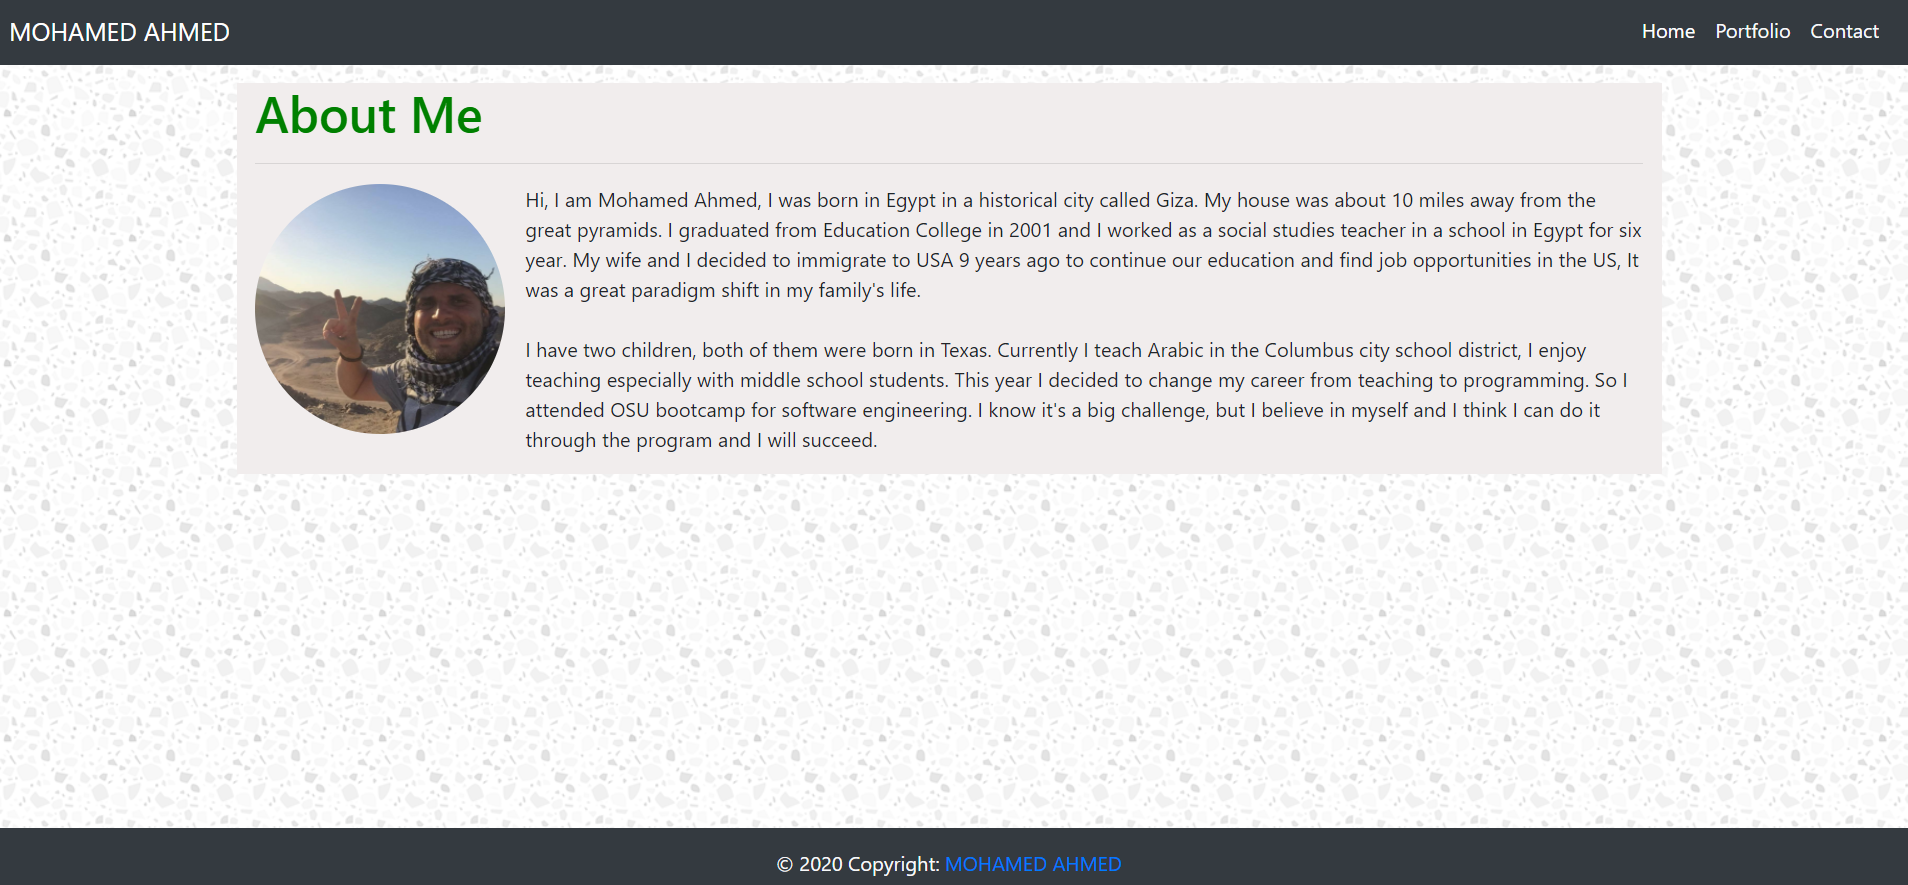 MOHAMED AHMED
Home Portfolio Contact
About Me
Hi, I am Mohamed Ahmed, I was born in Egypt in a historical city called Giza. My house was about 10 miles away from the
great pyramids. I graduated from Education College in 2001 and I worked as a social studies teacher in a school in Egypt for six
year. My wife and I decided to immigrate to USA 9 years ago to continue our education and find job opportunities in the US, It
was a great paradigm shift in my family's life.
I have two children, both of them were born in Texas. Currently I teach Arabic in the Columbus city school district, I enjoy
teaching especially with middle school students. This year I decided to change my career from teaching to programming. So I
attended OSU bootcamp for software engineering. I know it's a big challenge, but I believe in myself and I think I can do it
through the program and I will succeed.
© 2020 Copyright: MOHAMED AHMED